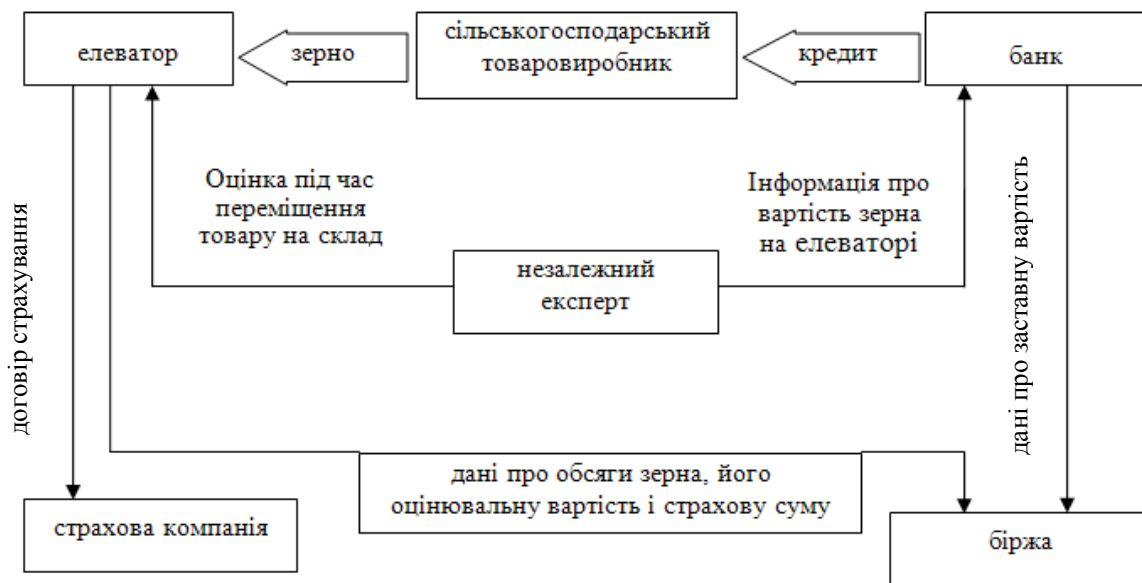 елеватор
зерно
сільськогосподарський
товаровиробник
кредит
банк
Оцінка під час
переміщення
товару на склад
Інформація про
вартість зерна
на елеваторі
незалежний
експерт
договір страхування
дані про заставну вартість
дані про обсяги зерна, його
оцінювальну вартість і страхову суму
страхова компанія
біржа